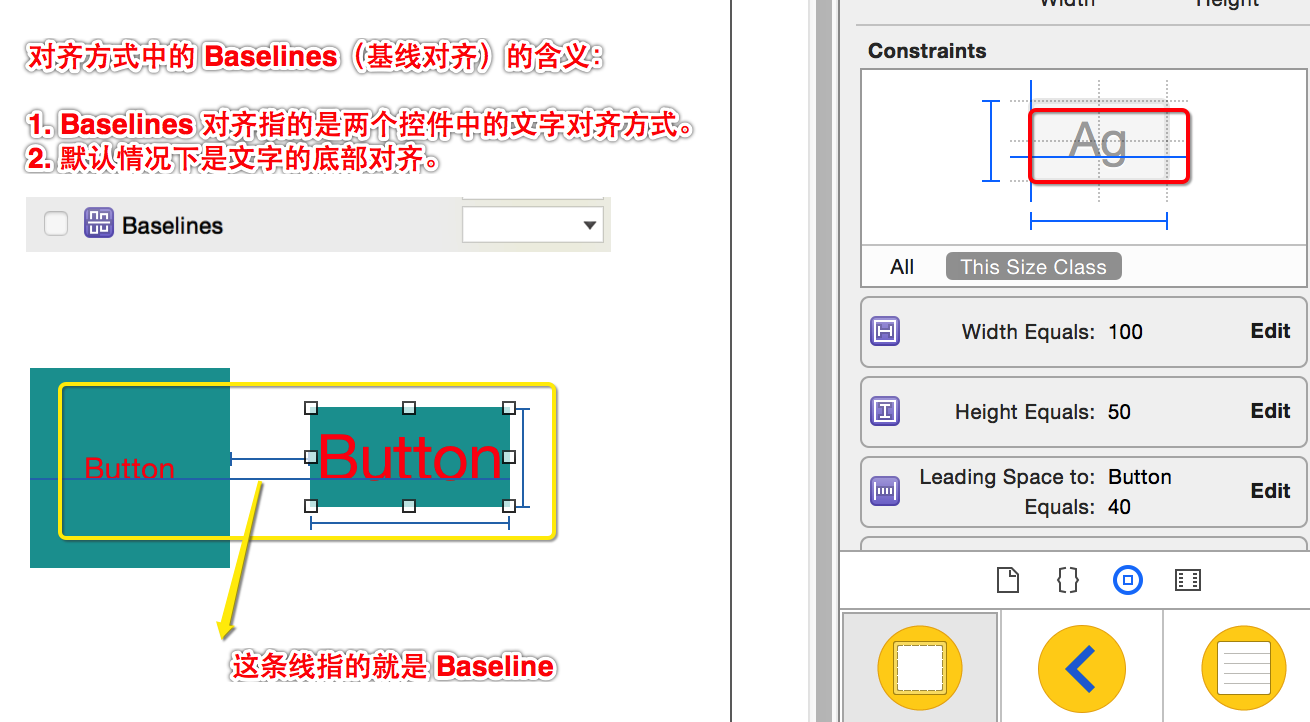 Width Height
对齐方式中的 Baselines（基线对齐）的含义：
1. Baselines 对齐指的是两个控件中的文字对齐方式。
2. 默认情况下是文字的底部对齐。
Baselines
Button
Button
这条线指的就是 Baseline
Constraints
Ag
All This Size Class
Width Equals: 100 Edit
Height Equals: 50 Edit
Leading Space to: Button
Equals: 40 Edit